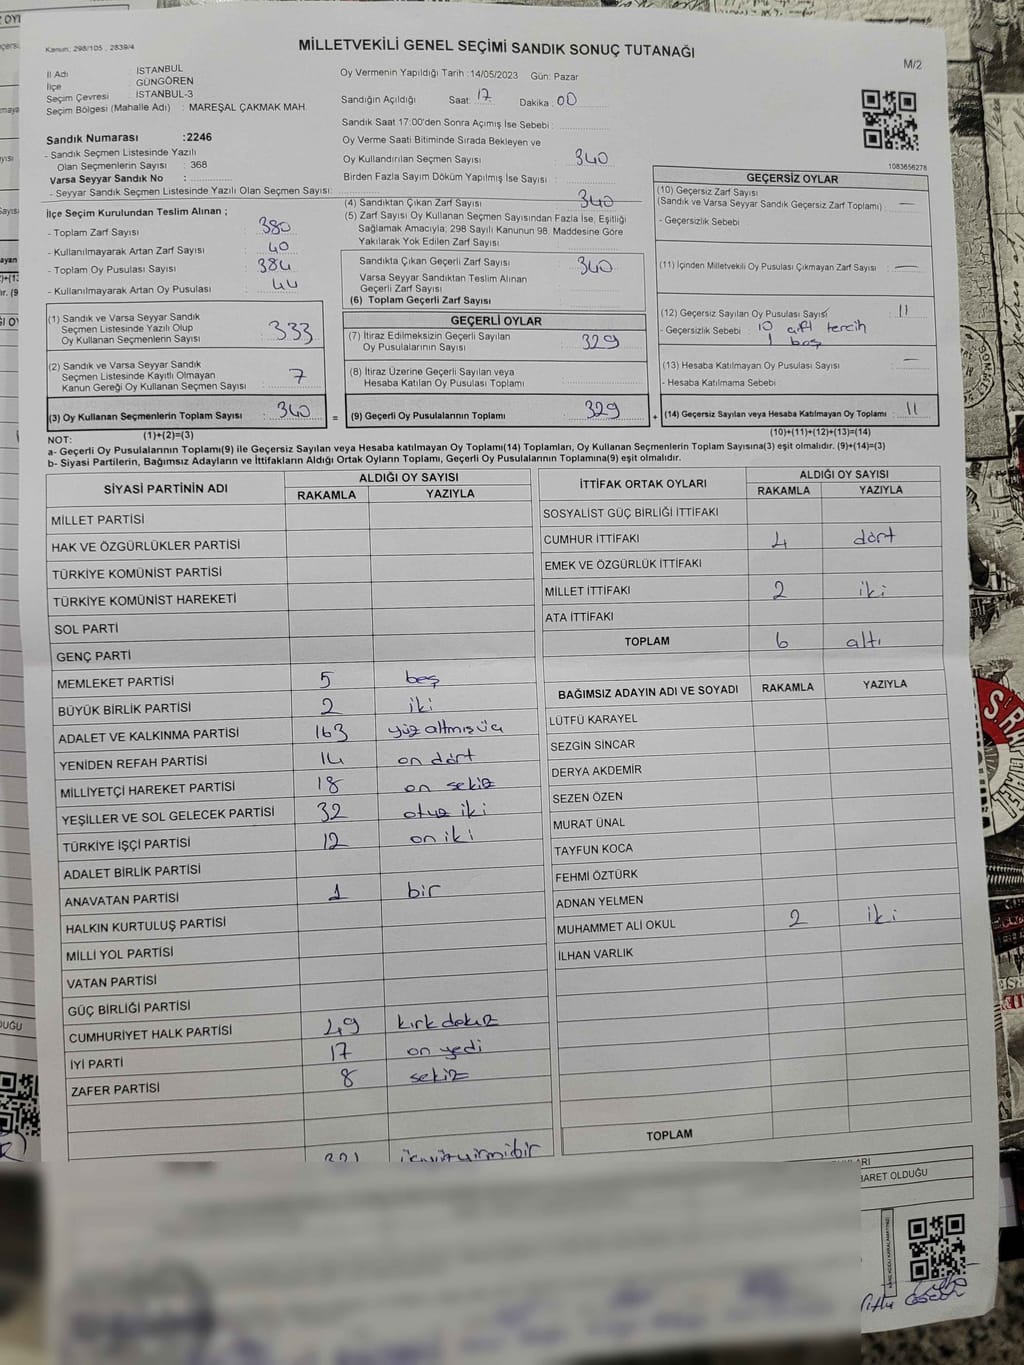 Kanun; 298/105 , 2839/4
MİLLETVEKİLİ GENEL SEÇİMİ SANDIK SONUÇ TUTANAĞI
M/2
İl Adı : İSTANBUL
İlçe : GÜNGÖREN
Seçim Çevresi : İSTANBUL-3
Seçim Bölgesi (Mahalle Adı) : MAREŞAL ÇAKMAK MAH.
Sandık Numarası :2246
- Sandık Seçmen Listesinde Yazılı
Olan Seçmenlerin Sayısı : 368
Varsa Seyyar Sandık No :
- Seyyar Sandık Seçmen Listesinde Yazılı Olan Seçmen Sayısı:
Oy Vermenin Yapıldığı Tarih :14/05/2023 Gün: Pazar
Sandığın Açıldığı Saat: 17 Dakika: 00
Sandık Saat 17:00'den Sonra Açımış İse Sebebi :
Oy Verme Saati Bitiminde Sırada Bekleyen ve
Oy Kullandırılan Seçmen Sayısı : 340
Birden Fazla Sayım Döküm Yapılmış İse Sayısı :
1083656278
İlçe Seçim Kurulundan Teslim Alınan ;
- Toplam Zarf Sayısı : 380
- Kullanılmayarak Artan Zarf Sayısı : 40
- Toplam Oy Pusulası Sayısı : 384
- Kullanılmayarak Artan Oy Pusulası : 44
(4) Sandıktan Çıkan Zarf Sayısı : 340
(5) Zarf Sayısı Oy Kullanan Seçmen Sayısından Fazla İse, Eşitliği
Sağlamak Amacıyla; 298 Sayılı Kanunun 98. Maddesine Göre
Yakılarak Yok Edilen Zarf Sayısı :
Sandıkta Çıkan Geçerli Zarf Sayısı : 340
Varsa Seyyar Sandıktan Teslim Alınan
Geçerli Zarf Sayısı :
(6) Toplam Geçerli Zarf Sayısı :
GEÇERSİZ OYLAR
(10) Geçersiz Zarf Sayısı
(Sandık ve Varsa Seyyar Sandık Geçersiz Zarf Toplamı) : —
- Geçersizlik Sebebi :
(11) İçinden Milletvekili Oy Pusulası Çıkmayan Zarf Sayısı : —
(12) Geçersiz Sayılan Oy Pusulası Sayısı : 11
- Geçersizlik Sebebi : 10 çift tercih
1 boş
(13) Hesaba Katılmayan Oy Pusulası Sayısı : —
- Hesaba Katılmama Sebebi :
(14) Geçersiz Sayılan veya Hesaba Katılmayan Oy Toplamı : 11
(10)+(11)+(12)+(13)=(14)
(1) Sandık ve Varsa Seyyar Sandık
Seçmen Listesinde Yazılı Olup
Oy Kullanan Seçmenlerin Sayısı : 333
(2) Sandık ve Varsa Seyyar Sandık
Seçmen Listesinde Kayıtlı Olmayan
Kanun Gereği Oy Kullanan Seçmen Sayısı : 7
(3) Oy Kullanan Seçmenlerin Toplam Sayısı : 340 =
(1)+(2)=(3)
GEÇERLİ OYLAR
(7) İtiraz Edilmeksizin Geçerli Sayılan
Oy Pusulalarının Sayısı : 329
(8) İtiraz Üzerine Geçerli Sayılan veya
Hesaba Katılan Oy Pusulası Toplamı :
(9) Geçerli Oy Pusulalarının Toplamı : 329 +
NOT:
a- Geçerli Oy Pusulalarının Toplamı(9) ile Geçersiz Sayılan veya Hesaba katılmayan Oy Toplamı(14) Toplamları, Oy Kullanan Seçmenlerin Toplam Sayısına(3) eşit olmalıdır. (9)+(14)=(3)
b- Siyasi Partilerin, Bağımsız Adayların ve İttifakların Aldığı Ortak Oyların Toplamı, Geçerli Oy Pusulalarının Toplamına(9) eşit olmalıdır.
SİYASİ PARTİNİN ADI ALDIĞI OY SAYISI
RAKAMLA YAZIYLA
MİLLET PARTİSİ
HAK VE ÖZGÜRLÜKLER PARTİSİ
TÜRKİYE KOMÜNİST PARTİSİ
TÜRKİYE KOMÜNİST HAREKETİ
SOL PARTİ
GENÇ PARTİ
MEMLEKET PARTİSİ 5 beş
BÜYÜK BİRLİK PARTİSİ 2 iki
ADALET VE KALKINMA PARTİSİ 163 yüz altmış üç
YENİDEN REFAH PARTİSİ 14 on dört
MİLLİYETÇİ HAREKET PARTİSİ 18 on sekiz
YEŞİLLER VE SOL GELECEK PARTİSİ 32 otuz iki
TÜRKİYE İŞÇİ PARTİSİ 12 on iki
ADALET BİRLİK PARTİSİ
ANAVATAN PARTİSİ 1 bir
HALKIN KURTULUŞ PARTİSİ
MİLLİ YOL PARTİSİ
VATAN PARTİSİ
GÜÇ BİRLİĞİ PARTİSİ
CUMHURİYET HALK PARTİSİ 49 kırk dokuz
İYİ PARTİ 17 on yedi
ZAFER PARTİSİ 8 sekiz
321 üçyüzyirmibir
İTTİFAK ORTAK OYLARI ALDIĞI OY SAYISI
RAKAMLA YAZIYLA
SOSYALİST GÜÇ BİRLİĞİ İTTİFAKI
CUMHUR İTTİFAKI 4 dört
EMEK VE ÖZGÜRLÜK İTTİFAKI
MİLLET İTTİFAKI 2 iki
ATA İTTİFAKI
TOPLAM 6 altı
BAĞIMSIZ ADAYIN ADI VE SOYADI RAKAMLA YAZIYLA
LÜTFÜ KARAYEL
SEZGİN SİNCAR
DERYA AKDEMİR
SEZEN ÖZEN
MURAT ÜNAL
TAYFUN KOCA
FEHMİ ÖZTÜRK
ADNAN YELMEN
MUHAMMET ALİ OKUL 2 iki
İLHAN VARLIK
TOPLAM
BARET OLDUĞU